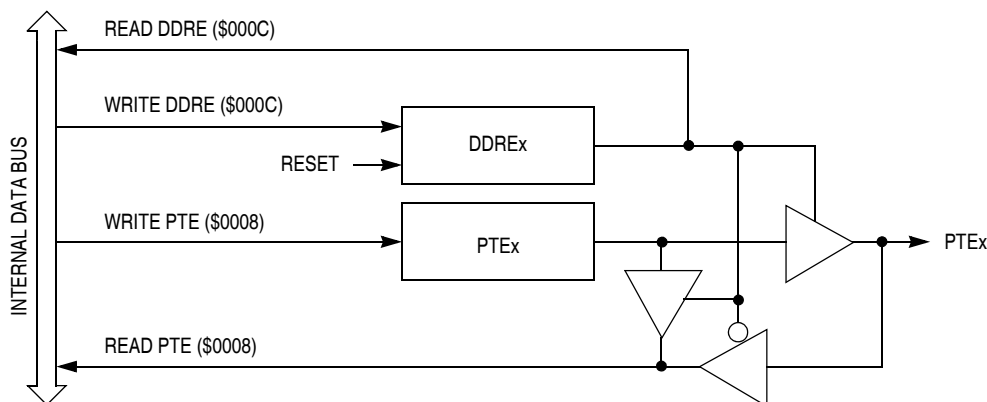 READ DDRE ($000C)
WRITE DDRE ($000C)
DDREx
RESET
WRITE PTE ($0008)
PTEx
PTEx
READ PTE ($0008)
INTERNAL DATA BUS